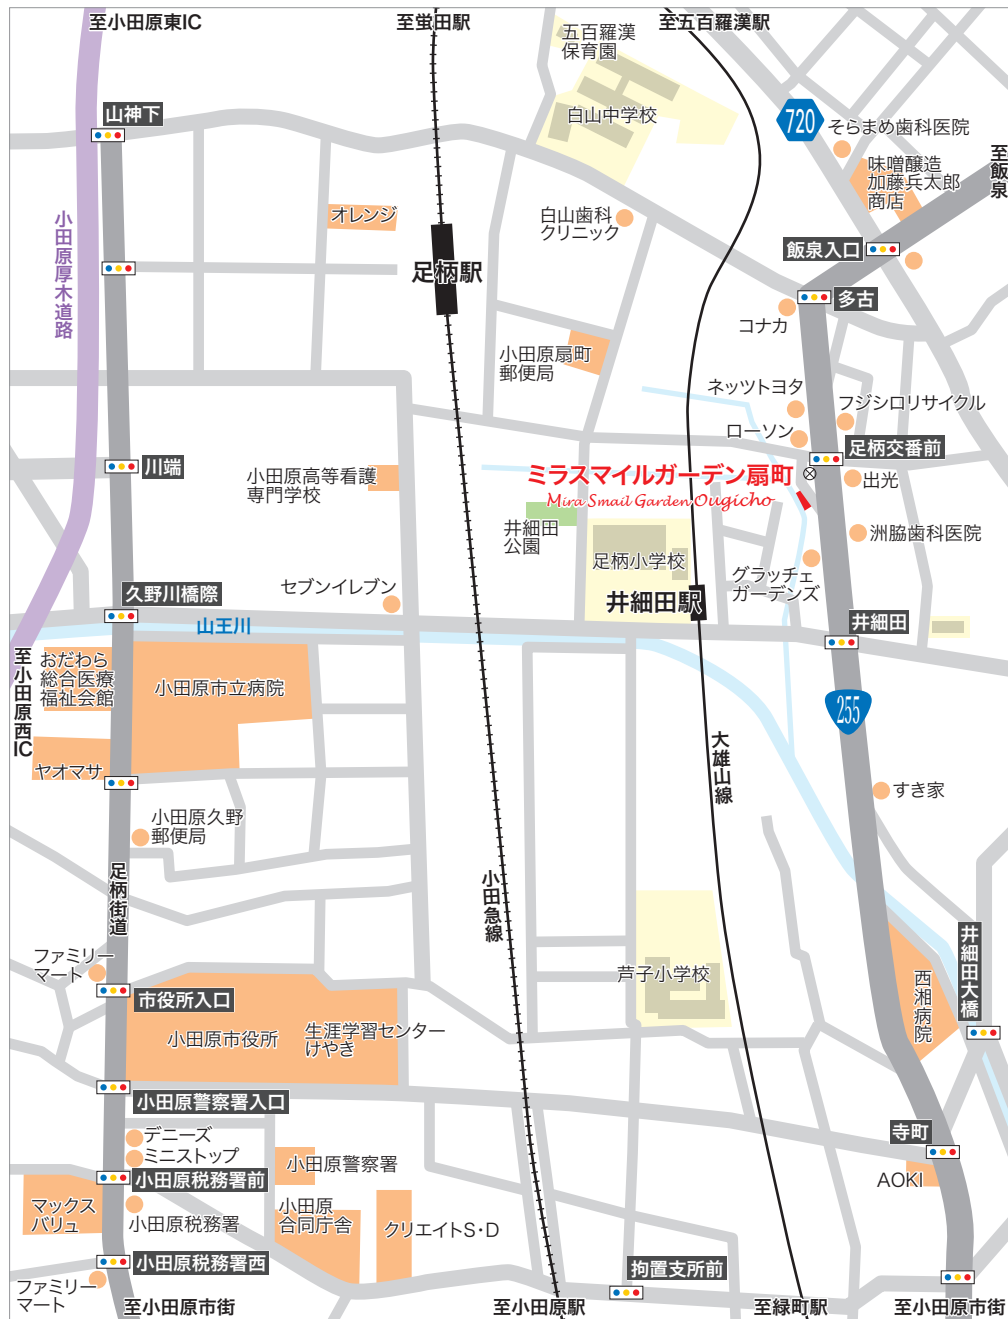 至小田原東IC
至蛍田駅
至五百羅漢駅
五百羅漢
保育園
白山中学校
山神下
720
そらまめ歯科医院
味噌醸造
加藤兵太郎
商店
至飯泉
小田原厚木道路
オレンジ
白山歯科
クリニック
足柄駅
飯泉入口
多古
コナカ
小田原扇町
郵便局
ネッツトヨタ
フジシロリサイクル
ローソン
足柄交番前
川端
小田原高等看護
専門学校
ミラスマイルガーデン扇町
Mira Smail Garden Ougicho
出光
井細田
公園
足柄小学校
洲脇歯科医院
グラッチェ
ガーデンズ
セブンイレブン
久野川橋際
井細田駅
井細田
山王川
至小田原西IC
おだわら
総合医療
福祉会館
小田原市立病院
255
ヤオマサ
大雄山線
すき家
小田原久野
郵便局
足柄街道
小田急線
ファミリー
マート
芦子小学校
西湘病院
井細田大橋
市役所入口
小田原市役所
生涯学習センター
けやき
小田原警察署入口
デニーズ
ミニストップ
寺町
小田原警察署
小田原税務署前
AOKI
マックス
バリュ
小田原税務署
小田原
合同庁舎
クリエイトS・D
小田原税務署西
拘置支所前
ファミリー
マート
至小田原市街
至小田原駅
至緑町駅
至小田原市街